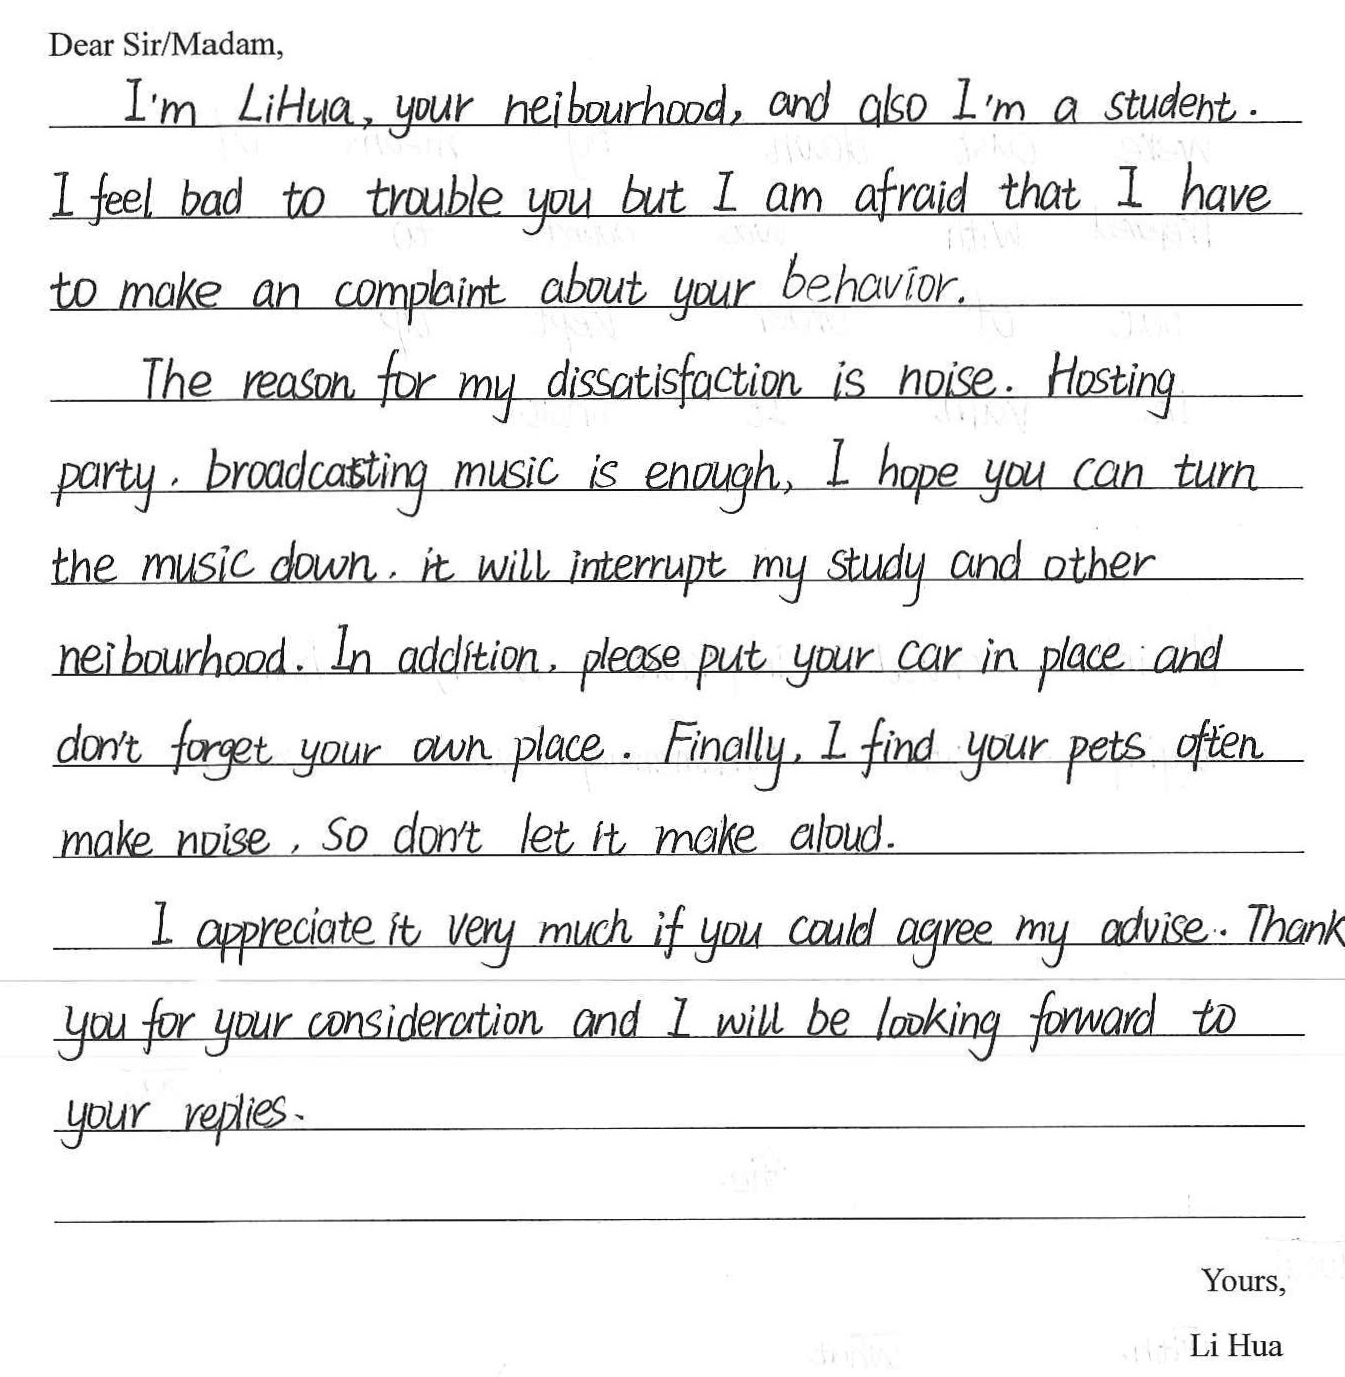 Dear Sir/Madam,
I'm LiHua, your neibourhood, and also I'm a student.
I feel bad to trouble you but I am afraid that I have
to make an complaint about your behavior.
The reason for my dissatisfaction is noise. Hosting
party, broadcasting music is enough, I hope you can turn
the music down, it will interrupt my study and other
neibourhood. In addition, please put your car in place and
don't forget your own place. Finally, I find your pets often
make noise, so don't let it make aloud.
I appreciate it very much if you could agree my advise. Thank
you for your consideration and I will be looking forward to
your replies.
Yours,
Li Hua